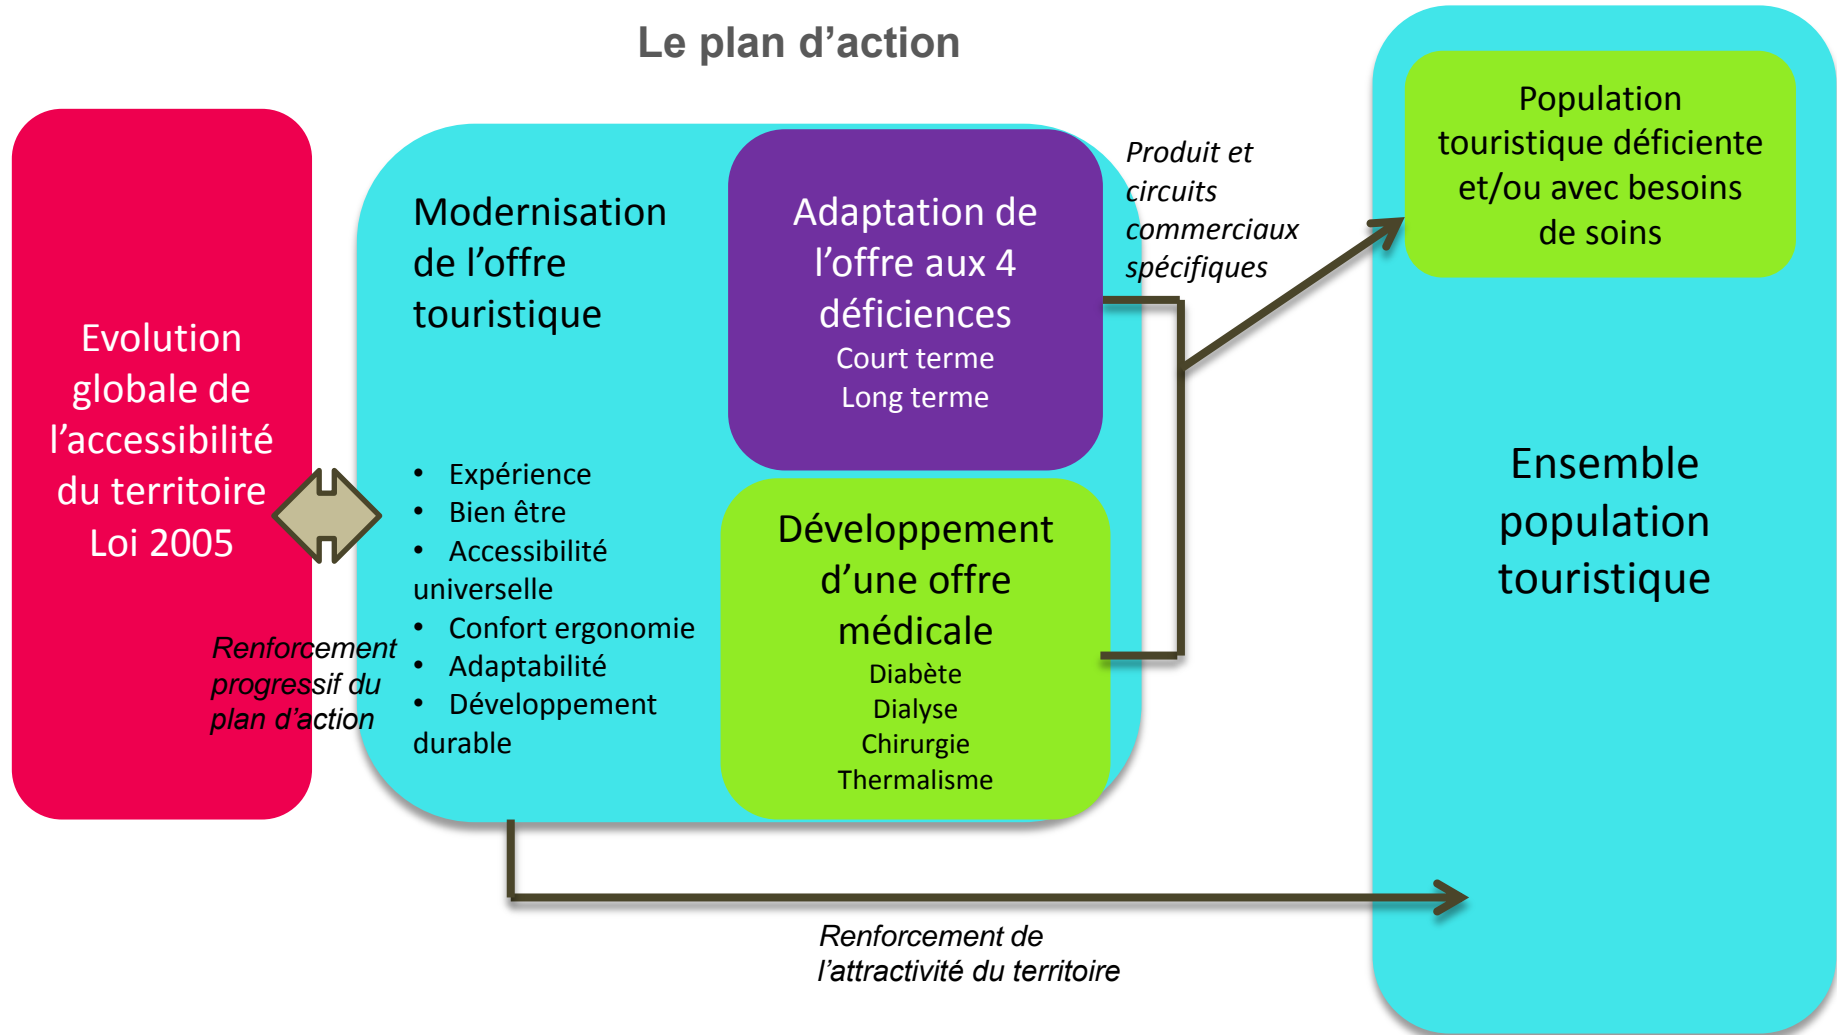 Le plan d’action
Evolution
globale de
l’accessibilité
du territoire
Loi 2005
Renforcement
progressif du
plan d’action
Modernisation
de l’offre
touristique
• Expérience
• Bien être
• Accessibilité
universelle
• Confort ergonomie
• Adaptabilité
• Développement
durable
Adaptation de
l’offre aux 4
déficiences
Court terme
Long terme
Développement
d’une offre
médicale
Diabète
Dialyse
Chirurgie
Thermalisme
Produit et
circuits
commerciaux
spécifiques
Population
touristique déficiente
et/ou avec besoins
de soins
Ensemble
population
touristique
Renforcement de
l’attractivité du territoire